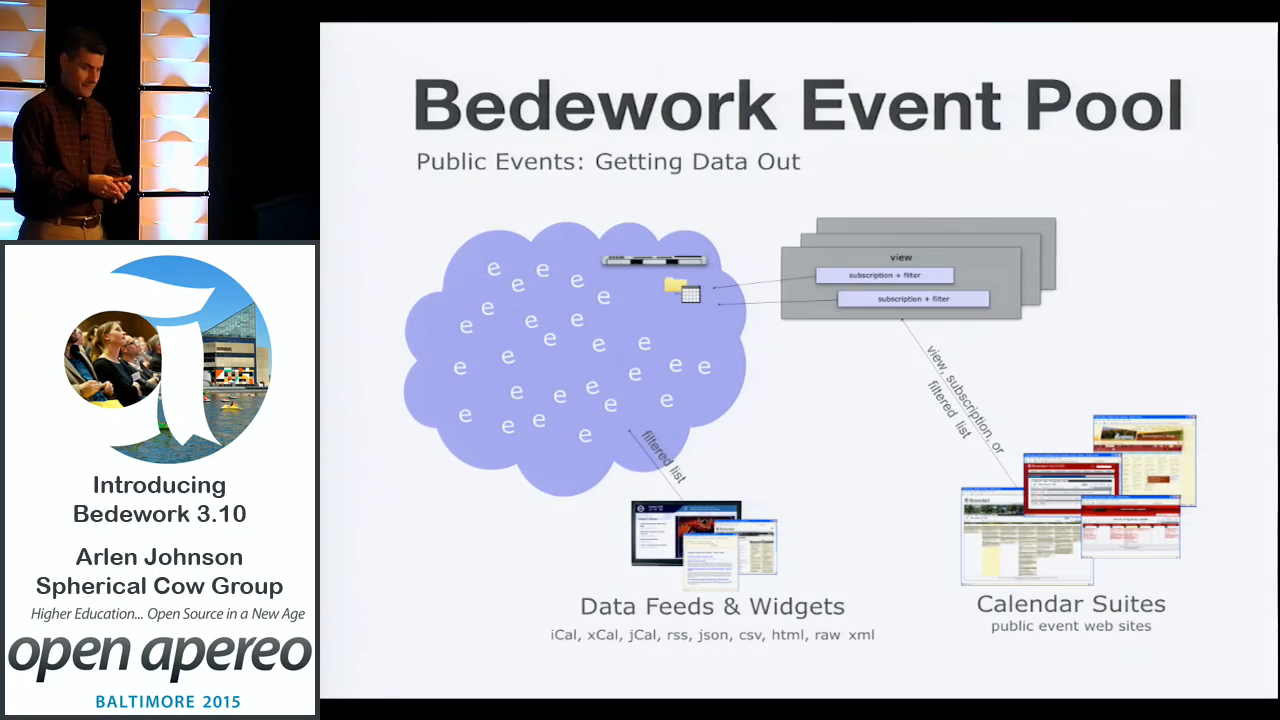 Bedework Event Pool
Public Events: Getting Data Out
e e e e e e e e e e e e e e e e e e e e e e e e e e e
view
subscription + filter
subscription + filter
view, subscription, or
filtered list
filtered list
Data Feeds & Widgets
iCal, xCal, jCal, rss, json, csv, html, raw xml
Calendar Suites
public event web sites
Introducing
Bedework 3.10
Arlen Johnson
Spherical Cow Group
Higher Education... Open Source in a New Age
open apereo
BALTIMORE 2015